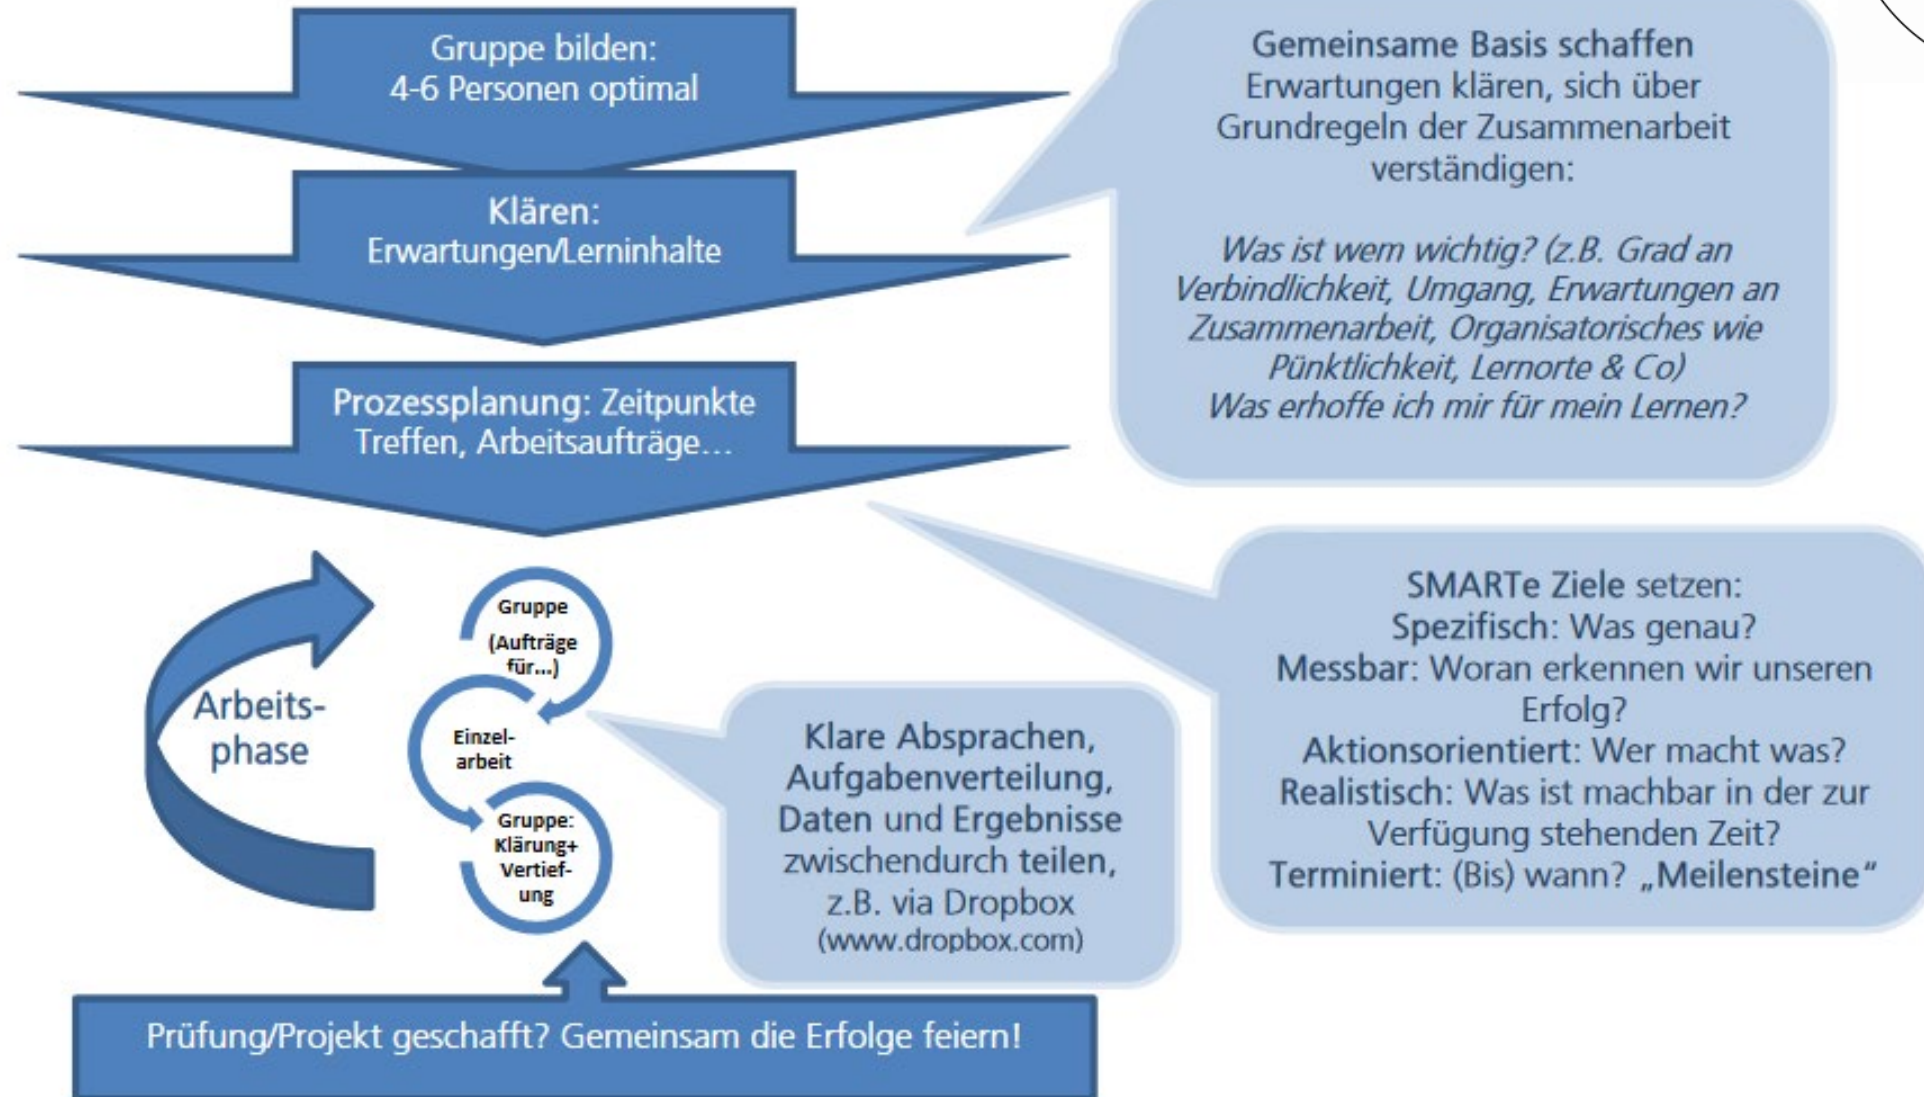 Gruppe bilden:
4-6 Personen optimal
Klären:
Erwartungen/Lerninhalte
Prozessplanung: Zeitpunkte
Treffen, Arbeitsaufträge...
Gemeinsame Basis schaffen
Erwartungen klären, sich über
Grundregeln der Zusammenarbeit
verständigen:
Was ist wem wichtig? (z.B. Grad an
Verbindlichkeit, Umgang, Erwartungen an
Zusammenarbeit, Organisatorisches wie
Pünktlichkeit, Lernorte & Co)
Was erhoffe ich mir für mein Lernen?
SMARTe Ziele setzen:
Spezifisch: Was genau?
Messbar: Woran erkennen wir unseren
Erfolg?
Aktionsorientiert: Wer macht was?
Realistisch: Was ist machbar in der zur
Verfügung stehenden Zeit?
Terminiert: (Bis) wann? „Meilensteine“
Arbeits-
phase
Gruppe
(Aufträge
für...)
Einzel-
arbeit
Gruppe:
Klärung+
Vertief-
ung
Klare Absprachen,
Aufgabenverteilung,
Daten und Ergebnisse
zwischendurch teilen,
z.B. via Dropbox
(www.dropbox.com)
Prüfung/Projekt geschafft? Gemeinsam die Erfolge feiern!